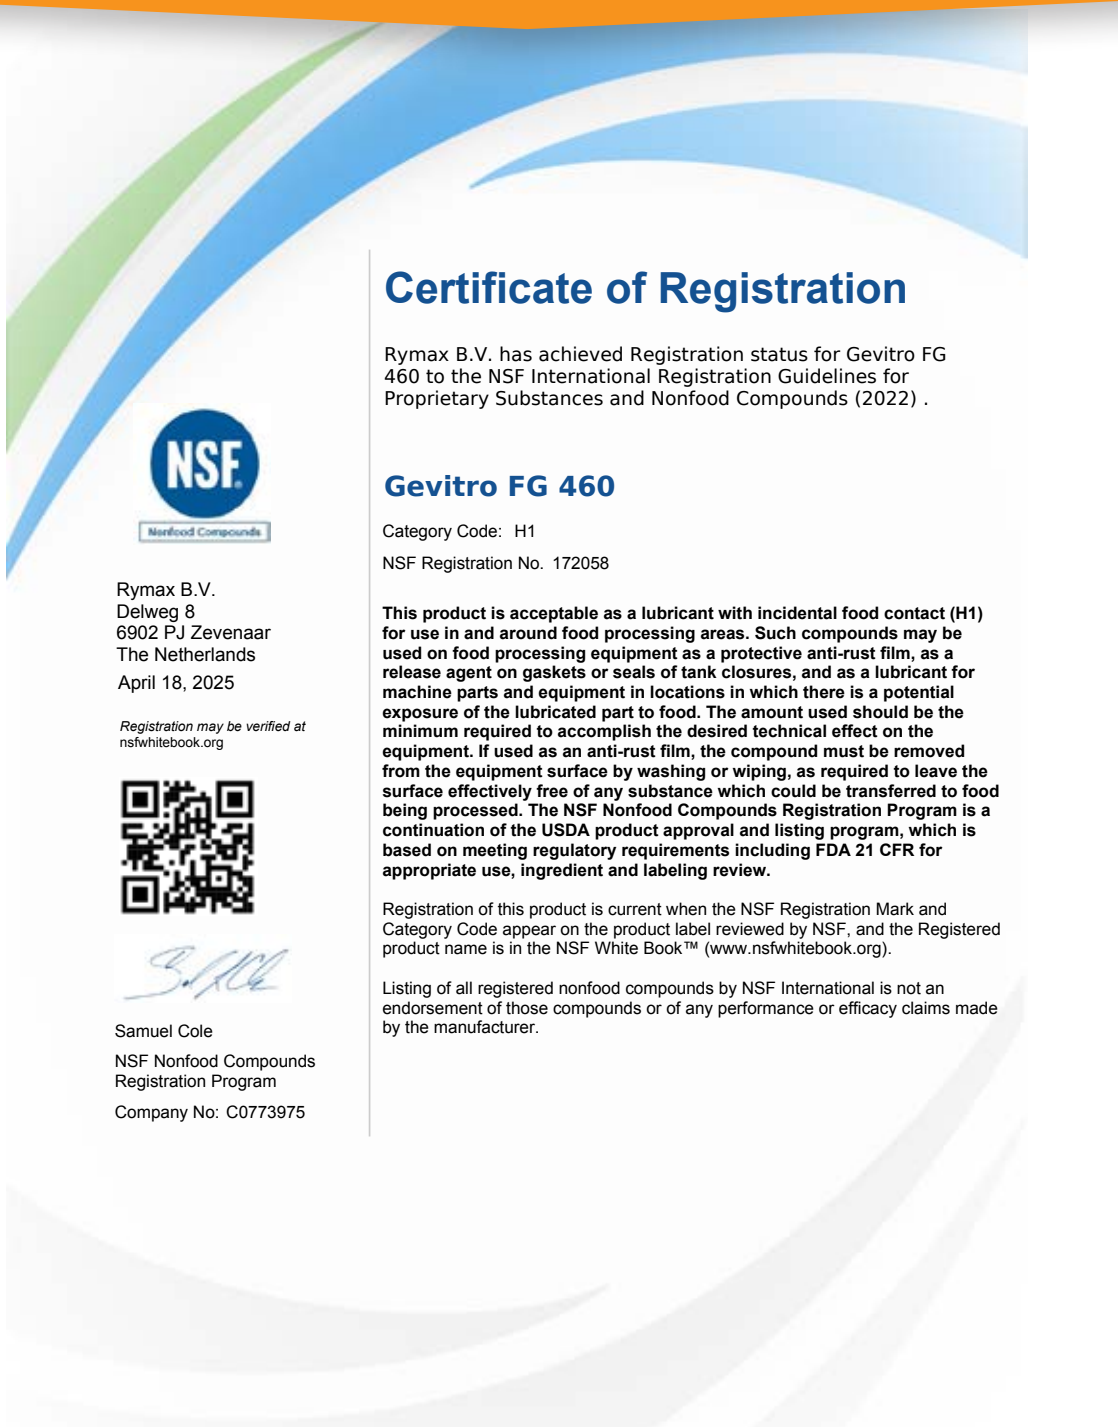 Certificate of Registration
Rymax B.V. has achieved Registration status for Gevitro FG
460 to the NSF International Registration Guidelines for
Proprietary Substances and Nonfood Compounds (2022) .
NSF.
Nonfood Compounds
Rymax B.V.
Delweg 8
6902 PJ Zevenaar
The Netherlands
April 18, 2025
Registration may be verified at
nsfwhitebook.org
Samuel Cole
NSF Nonfood Compounds
Registration Program
Company No: C0773975
Gevitro FG 460
Category Code: H1
NSF Registration No. 172058
This product is acceptable as a lubricant with incidental food contact (H1)
for use in and around food processing areas. Such compounds may be
used on food processing equipment as a protective anti-rust film, as a
release agent on gaskets or seals of tank closures, and as a lubricant for
machine parts and equipment in locations in which there is a potential
exposure of the lubricated part to food. The amount used should be the
minimum required to accomplish the desired technical effect on the
equipment. If used as an anti-rust film, the compound must be removed
from the equipment surface by washing or wiping, as required to leave the
surface effectively free of any substance which could be transferred to food
being processed. The NSF Nonfood Compounds Registration Program is a
continuation of the USDA product approval and listing program, which is
based on meeting regulatory requirements including FDA 21 CFR for
appropriate use, ingredient and labeling review.
Registration of this product is current when the NSF Registration Mark and
Category Code appear on the product label reviewed by NSF, and the Registered
product name is in the NSF White Book™ (www.nsfwhitebook.org).
Listing of all registered nonfood compounds by NSF International is not an
endorsement of those compounds or of any performance or efficacy claims made
by the manufacturer.